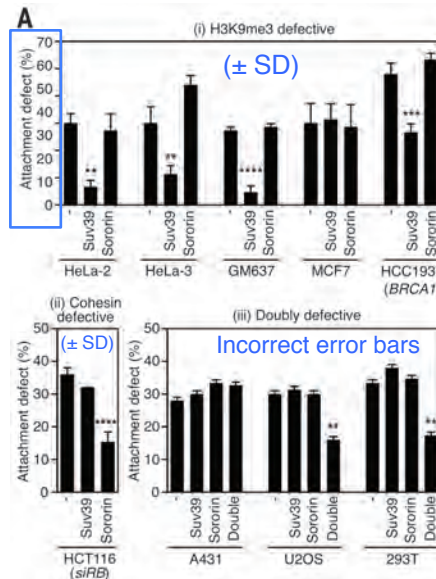 A
(i) H3K9me3 defective
(± SD)
Attachment defect (%)
70
60
50
40
30
20
10
0
**
**
****
***
- Suv39 Sororin - Suv39 Sororin - Suv39 Sororin - Suv39 Sororin - Suv39 Sororin
HeLa-2 HeLa-3 GM637 MCF7 HCC193
(BRCA1
(ii) Cohesin
defective
(± SD)
Attachment defect (%)
50
40
30
20
10
0
****
- Suv39 Sororin
HCT116
(siRB)
(iii) Doubly defective
Incorrect error bars
Attachment defect (%)
50
40
30
20
10
0
**
**
- Suv39 Sororin Double - Suv39 Sororin Double - Suv39 Sororin Double
A431 U2OS 293T